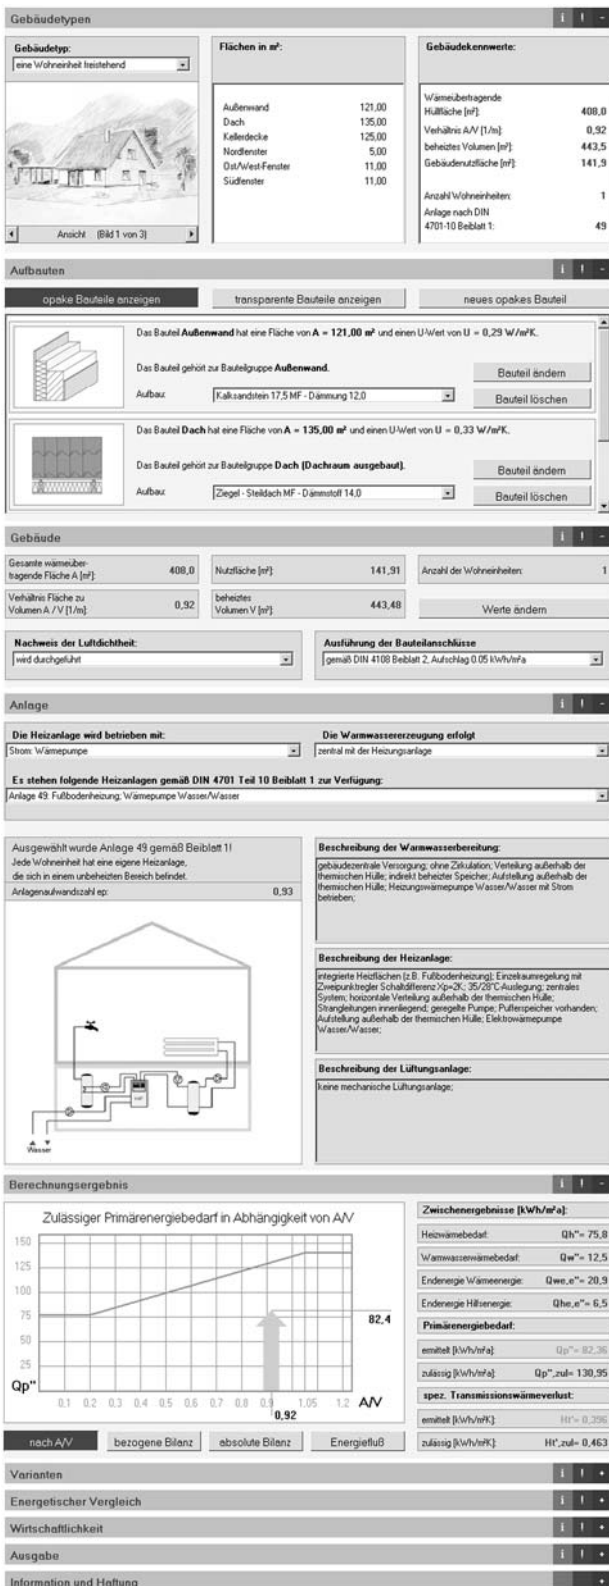 Gebäudetypen
i ! -
Gebäudetyp:
eine Wohneinheit freistehend
Ansicht (Bild 1 von 3)
Flächen in m²:
Außenwand 121,00
Dach 135,00
Kellerdecke 125,00
Nordfenster 5,00
Ost/West-Fenster 11,00
Südfenster 11,00
Gebäudekennwerte:
Wärmeübertragende
Hüllfläche [m²]: 408,0
Verhältnis A/V [1/m]: 0,92
beheiztes Volumen [m³]: 443,5
Gebäudenutzfläche [m²]: 141,9
Anzahl Wohneinheiten: 1
Anlage nach DIN
4701-10 Beiblatt 1: 49
Aufbauten
i ! -
opake Bauteile anzeigen
transparente Bauteile anzeigen
neues opakes Bauteil
Das Bauteil Außenwand hat eine Fläche von A = 121,00 m² und einen U-Wert von U = 0,29 W/m²K.
Das Bauteil gehört zur Bauteilgruppe Außenwand.
Bauteil ändern
Aufbau: Kalksandstein 17,5 MF - Dämmung 12,0
Bauteil löschen
Das Bauteil Dach hat eine Fläche von A = 135,00 m² und einen U-Wert von U = 0,33 W/m²K.
Das Bauteil gehört zur Bauteilgruppe Dach (Dachraum ausgebaut).
Bauteil ändern
Aufbau: Ziegel - Steildach MF - Dämmstoff 14,0
Bauteil löschen
Gebäude
i ! -
Gesamte wärmeüber-
tragende Fläche A [m²]: 408,0
Nutzfläche [m²]: 141,91
Anzahl der Wohneinheiten: 1
Verhältnis Fläche zu
Volumen A / V [1/m]: 0,92
beheiztes
Volumen V [m³]: 443,48
Werte ändern
Nachweis der Luftdichtheit:
wird durchgeführt
Ausführung der Bauteilanschlüsse
gemäß DIN 4108 Beiblatt 2, Aufschlag 0.05 kWh/m²a
Anlage
i ! -
Die Heizanlage wird betrieben mit:
Strom: Wärmepumpe
Die Warmwassererzeugung erfolgt
zentral mit der Heizungsanlage
Es stehen folgende Heizanlagen gemäß DIN 4701 Teil 10 Beiblatt 1 zur Verfügung:
Anlage 49: Fußbodenheizung; Wärmepumpe Wasser/Wasser
Ausgewählt wurde Anlage 49 gemäß Beiblatt 1!
Jede Wohneinheit hat eine eigene Heizanlage,
die sich in einem unbeheizten Bereich befindet.
Anlagenaufwandszahl ep: 0,93
Wasser
Beschreibung der Warmwasserbereitung:
gebäudezentrale Versorgung; ohne Zirkulation; Verteilung außerhalb der
thermischen Hülle; indirekt beheizter Speicher; Aufstellung außerhalb der
thermischen Hülle; Heizungswärmepumpe Wasser/Wasser mit Strom
betrieben;
Beschreibung der Heizanlage:
integrierte Heizflächen (z.B. Fußbodenheizung); Einzelraumregelung mit
Zweipunktregler Schaltdifferenz Xp=2K; 35/28°C-Auslegung; zentrales
System; horizontale Verteilung außerhalb der thermischen Hülle;
Strangleitungen innenliegend; geregelte Pumpe; Pufferspeicher vorhanden;
Aufstellung außerhalb der thermischen Hülle; Elektrowärmepumpe
Wasser/Wasser;
Beschreibung der Lüftungsanlage:
keine mechanische Lüftungsanlage;
Berechnungsergebnis
i ! -
Zulässiger Primärenergiebedarf in Abhängigkeit von A/V
150
125
100
75
50
25
Qp"
82,4
0,1 0,2 0,3 0,4 0,5 0,6 0,7 0,8 0,9 1,05 1,2 A/V
0,92
nach A/V
bezogene Bilanz
absolute Bilanz
Energiefluß
Zwischenergebnisse [kWh/m²a]:
Heizwärmebedarf: Qh"= 75,8
Warmwasserwärmebedarf: Qw"= 12,5
Endenergie Wärmeenergie: Qwe,e"= 20,9
Endenergie Hilfsenergie: Qhe,e"= 6,5
Primärenergiebedarf:
ermittelt [kWh/m²a]: Qp"= 82,36
zulässig [kWh/m²a]: Qp",zul= 130,95
spez. Transmissionswärmeverlust:
ermittelt [kWh/m²K]: Ht'= 0,396
zulässig [kWh/m²K]: Ht',zul= 0,463
Varianten
i ! +
Energetischer Vergleich
i ! +
Wirtschaftlichkeit
i ! +
Ausgabe
i ! +
Information und Haftung
+